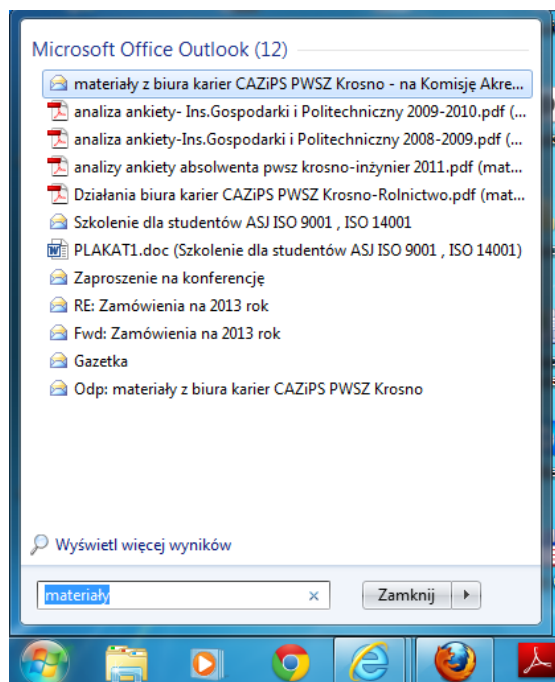 Microsoft Office Outlook (12)
materiały z biura karier CAZiPS PWSZ Krosno - na Komisję Akre...
analiza ankiety- Ins.Gospodarki i Politechniczny 2009-2010.pdf (...
analiza ankiety-Ins.Gospodarki i Politechniczny 2008-2009.pdf (...
analizy ankiety absolwenta pwsz krosno-inżynier 2011.pdf (mat...
Działania biura karier CAZiPS PWSZ Krosno-Rolnictwo.pdf (mat...
Szkolenie dla studentów ASJ ISO 9001 , ISO 14001
PLAKAT1.doc (Szkolenie dla studentów ASJ ISO 9001 , ISO 14001)
Zaproszenie na konferencję
RE: Zamówienia na 2013 rok
Fwd: Zamówienia na 2013 rok
Gazetka
Odp: materiały z biura karier CAZiPS PWSZ Krosno
Wyświetl więcej wyników
materiały
Zamknij